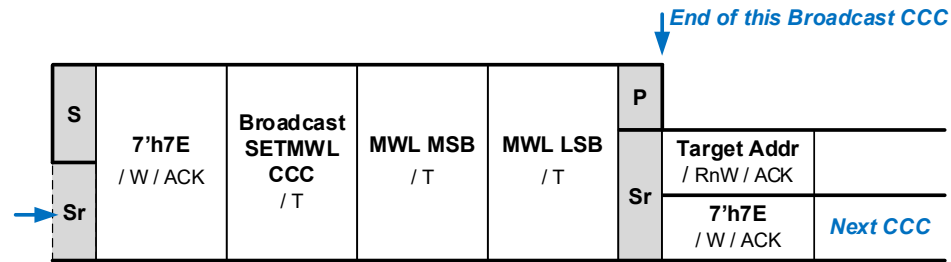 End of this Broadcast CCC
S
Sr
7'h7E
/ W / ACK
Broadcast
SETMWL
CCC
/ T
MWL MSB
/ T
MWL LSB
/ T
P
Sr
Target Addr
/ RnW / ACK
7'h7E
/ W / ACK
Next CCC